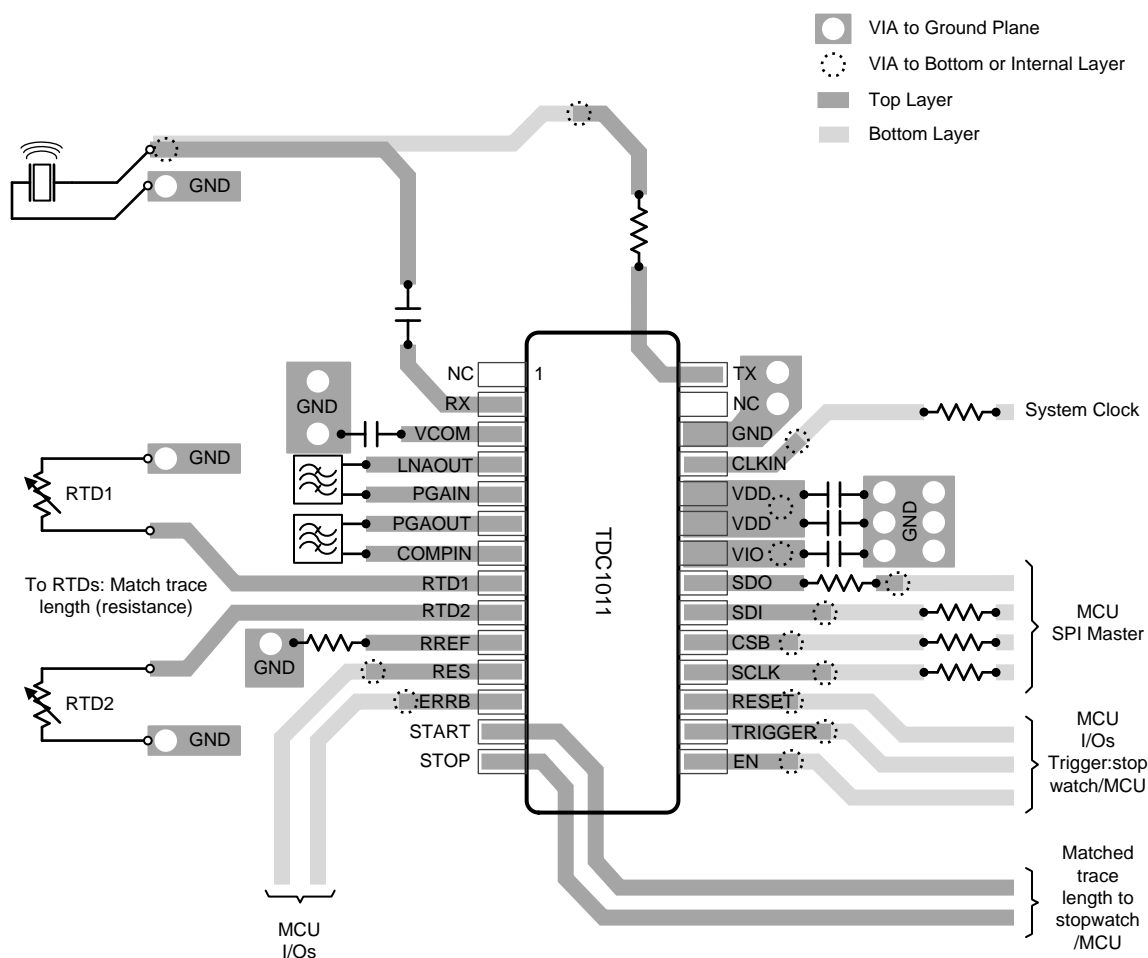 VIA to Ground Plane
VIA to Bottom or Internal Layer
Top Layer
Bottom Layer
GND
NC
1
TX
GND
RX
NC
System Clock
VCOM
GND
LNAOUT
CLKIN
GND
RTD1
PGAIN
VDD
PGAOUT
VDD
GND
COMPIN
VIO
TDC1011
To RTDs: Match trace
length (resistance)
RTD1
SDO
RTD2
SDI
MCU
SPI Master
RREF
CSB
GND
RES
SCLK
RTD2
ERRB
RESET
GND
START
TRIGGER
STOP
EN
MCU
I/Os
Trigger:stop
watch/MCU
Matched
trace
length to
stopwatch
/MCU
MCU
I/Os